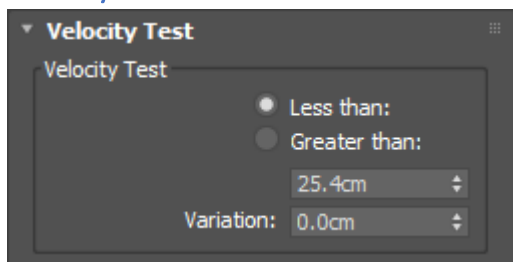 Velocity Test
Velocity Test
Less than:
Greater than:
25.4cm
Variation: 0.0cm